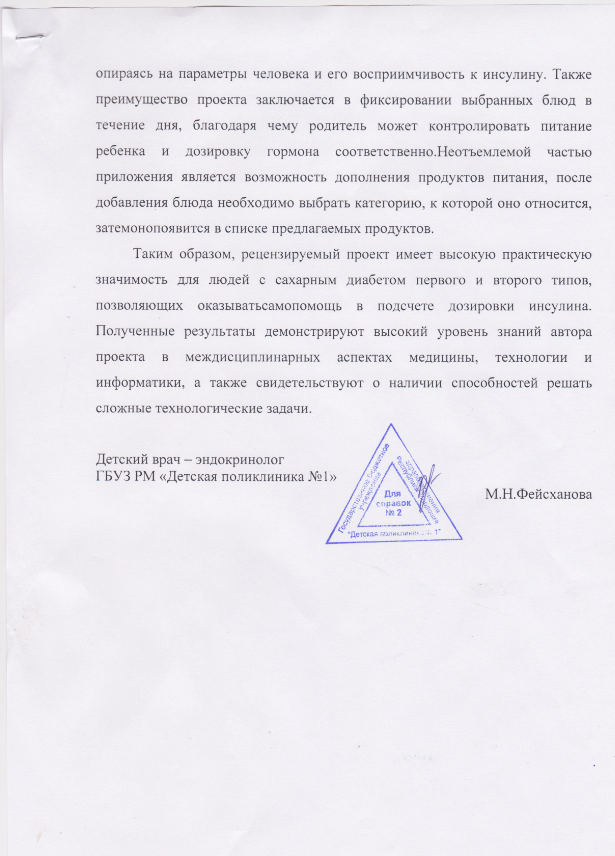 опираясь на параметры человека и его восприимчивость к инсулину. Также
преимущество проекта заключается в фиксировании выбранных блюд в
течение дня, благодаря чему родитель может контролировать питание
ребенка и дозировку гормона соответственно.Неотъемлемой частью
приложения является возможность дополнения продуктов питания, после
добавления блюда необходимо выбрать категорию, к которой оно относится,
затемонопоявится в списке предлагаемых продуктов.
Таким образом, рецензируемый проект имеет высокую практическую
значимость для людей с сахарным диабетом первого и второго типов,
позволяющих оказыватьсамопомощь в подсчете дозировки инсулина.
Полученные результаты демонстрируют высокий уровень знаний автора
проекта в междисциплинарных аспектах медицины, технологии и
информатики, а также свидетельствуют о наличии способностей решать
сложные технологические задачи.
Детский врач – эндокринолог
ГБУЗ РМ «Детская поликлиника №1»
М.Н.Фейсханова
Государственное бюджетное
учреждение
здравоохранения
Республики
Для
справок
№ 2
"Детская поликлиника